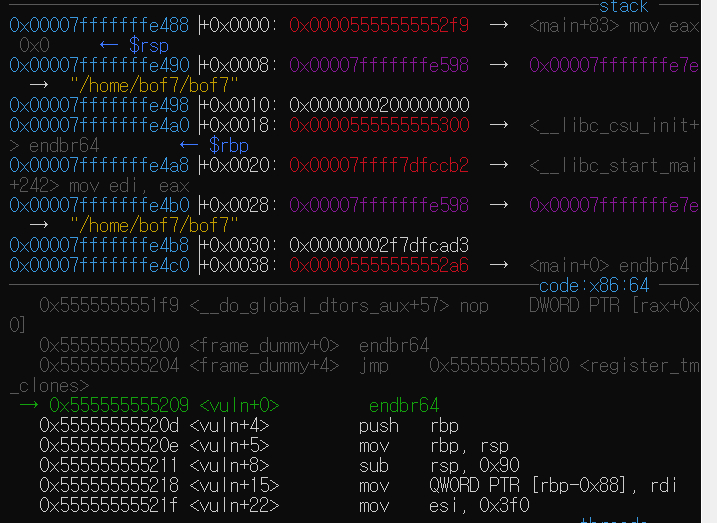 stack
0x00007fffffffe488│+0x0000: 0x00005555555552f9 → <main+83> mov eax
 0x0 ← $rsp
0x00007fffffffe490│+0x0008: 0x00007fffffffe598 → 0x00007fffffffe7e
 → "/home/bof7/bof7"
0x00007fffffffe498│+0x0010: 0x0000000200000000
0x00007fffffffe4a0│+0x0018: 0x0000555555555300 → <__libc_csu_init+
> endbr64 ← $rbp
0x00007fffffffe4a8│+0x0020: 0x00007ffff7dfccb2 → <__libc_start_mai
+242> mov edi, eax
0x00007fffffffe4b0│+0x0028: 0x00007fffffffe598 → 0x00007fffffffe7e
 → "/home/bof7/bof7"
0x00007fffffffe4b8│+0x0030: 0x00000002f7dfcad3
0x00007fffffffe4c0│+0x0038: 0x00005555555552a6 → <main+0> endbr64
code:x86:64
0x5555555551f9 <__do_global_dtors_aux+57> nop DWORD PTR [rax+0x
0]
0x555555555200 <frame_dummy+0> endbr64
0x555555555204 <frame_dummy+4> jmp 0x555555555180 <register_tm
_clones>
→ 0x555555555209 <vuln+0> endbr64
0x55555555520d <vuln+4> push rbp
0x55555555520e <vuln+5> mov rbp, rsp
0x555555555211 <vuln+8> sub rsp, 0x90
0x555555555218 <vuln+15> mov QWORD PTR [rbp-0x88], rdi
0x55555555521f <vuln+22> mov esi, 0x3f0